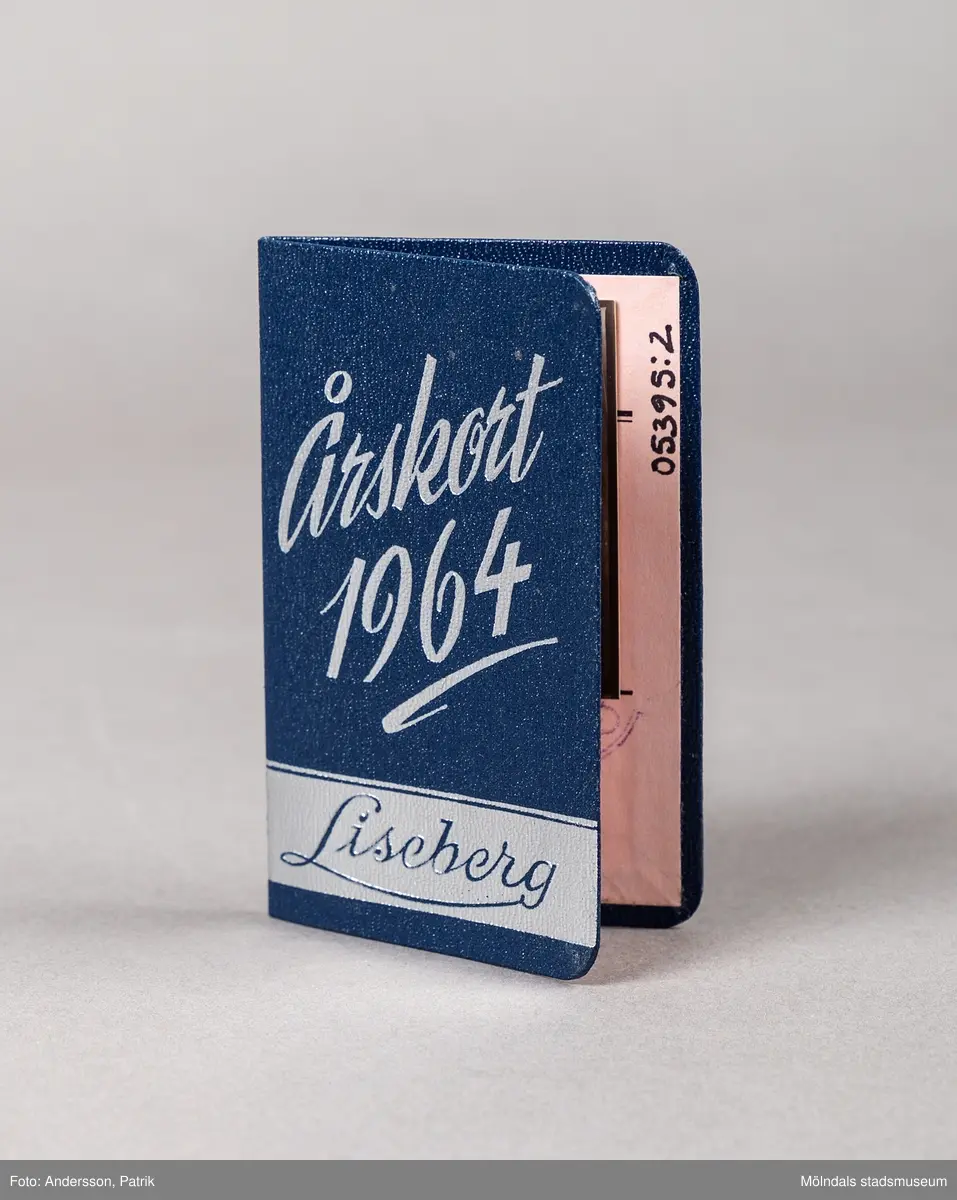 Årskort
1964
Liseberg
05395:2
Foto: Andersson, Patrik
Mölndals stadsmuseum